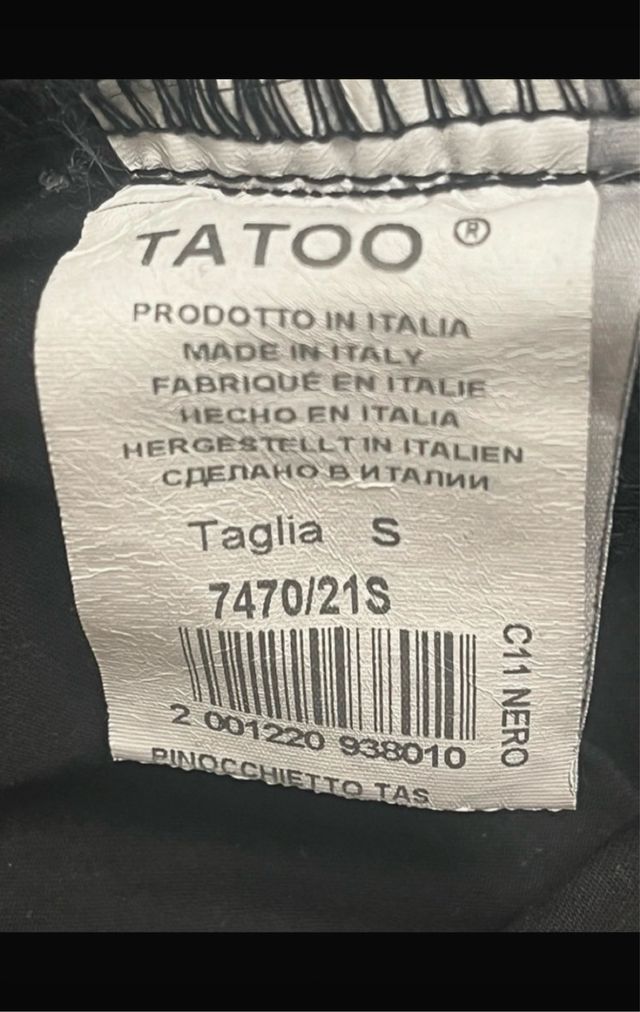 TATOO ®
PRODOTTO IN ITALIA
MADE IN ITALY
FABRIQUÉ EN ITALIE
HECHO EN ITALIA
HERGESTELLT IN ITALIEN
СДЕЛАНО В ИТАЛИИ
Taglia S
7470/21S
2 001220 938010
C11 NERO
PINOCCHIETTO TAS